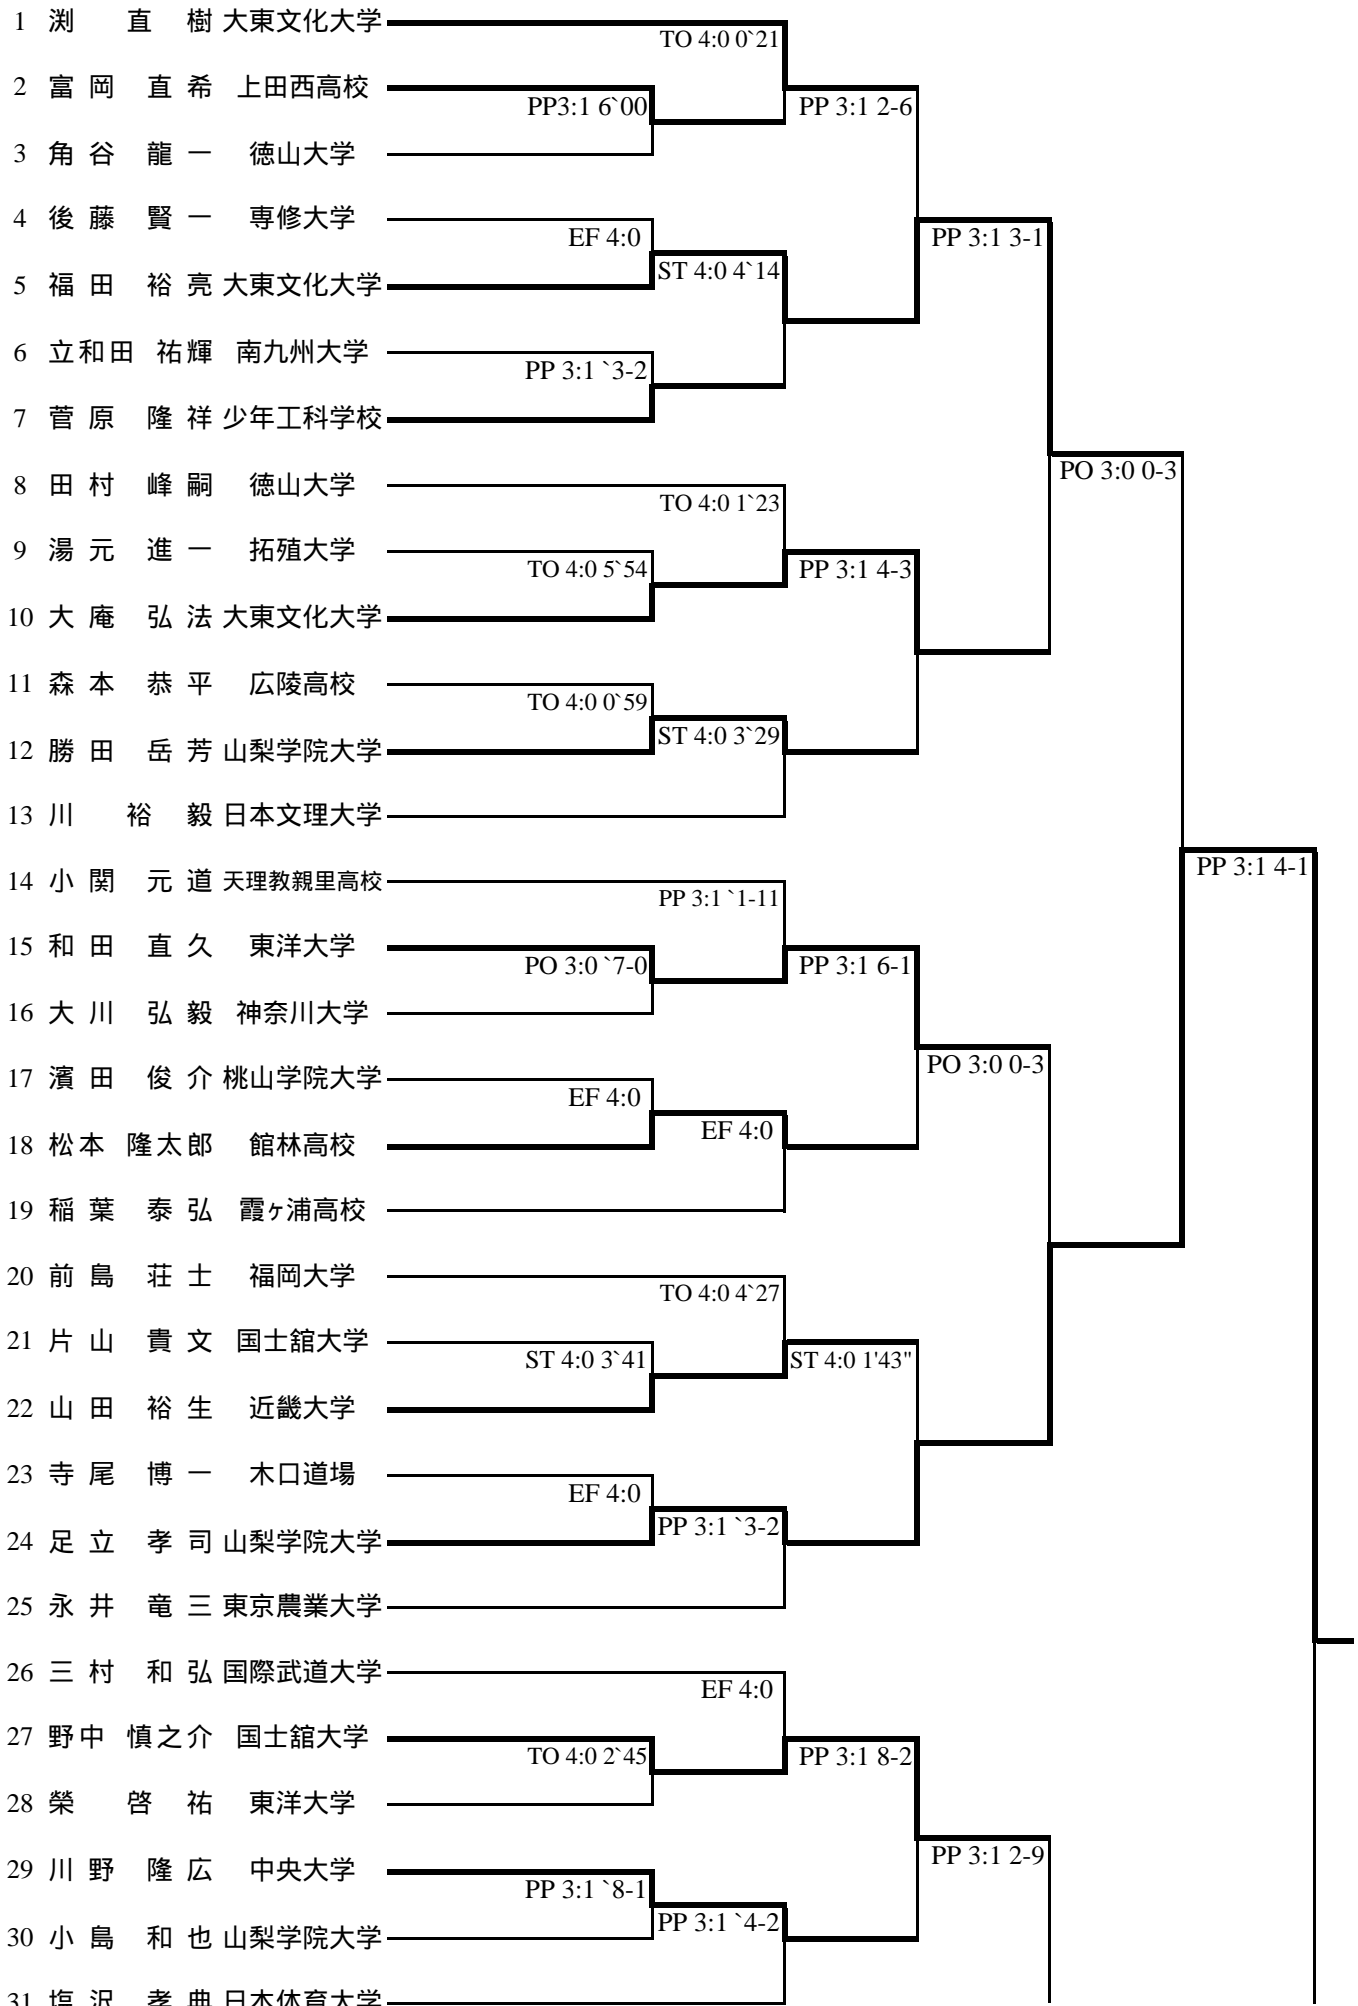 1 渕 直 樹 大東文化大学
TO 4:0 0`21
2 富 岡 直 希 上田西高校
PP3:1 6`00
PP 3:1 2-6
3 角 谷 龍 一 徳山大学
4 後 藤 賢 一 専修大学
EF 4:0
PP 3:1 3-1
ST 4:0 4`14
5 福 田 裕 亮 大東文化大学
6 立和田 祐輝 南九州大学
PP 3:1 `3-2
7 菅 原 隆 祥 少年工科学校
PO 3:0 0-3
8 田 村 峰 嗣 徳山大学
TO 4:0 1`23
9 湯 元 進 一 拓殖大学
TO 4:0 5`54
PP 3:1 4-3
10 大 庵 弘 法 大東文化大学
11 森 本 恭 平 広陵高校
TO 4:0 0`59
ST 4:0 3`29
12 勝 田 岳 芳 山梨学院大学
13 川 裕 毅 日本文理大学
PP 3:1 4-1
14 小 関 元 道 天理教親里高校
PP 3:1 `1-11
15 和 田 直 久 東洋大学
PO 3:0 `7-0
PP 3:1 6-1
16 大 川 弘 毅 神奈川大学
PO 3:0 0-3
17 濱 田 俊 介 桃山学院大学
EF 4:0
EF 4:0
18 松本 隆太郎 館林高校
19 稲 葉 泰 弘 霞ヶ浦高校
20 前 島 荘 士 福岡大学
TO 4:0 4`27
21 片 山 貴 文 国士舘大学
ST 4:0 3`41
ST 4:0 1'43"
22 山 田 裕 生 近畿大学
23 寺 尾 博 一 木口道場
EF 4:0
PP 3:1 `3-2
24 足 立 孝 司 山梨学院大学
25 永 井 竜 三 東京農業大学
26 三 村 和 弘 国際武道大学
EF 4:0
27 野中 慎之介 国士舘大学
TO 4:0 2`45
PP 3:1 8-2
28 榮 啓 祐 東洋大学
PP 3:1 2-9
29 川 野 隆 広 中央大学
PP 3:1 `8-1
PP 3:1 `4-2
30 小 島 和 也 山梨学院大学
31 塩 沢 孝 典 日本体育大学